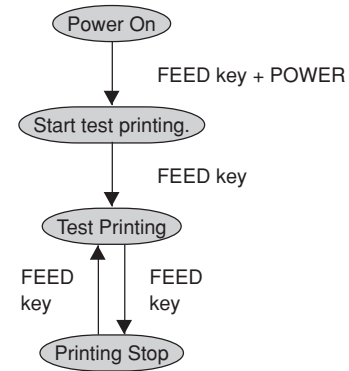 Power On
FEED key + POWER
Start test printing.
FEED key
Test Printing
FEED
key
FEED
key
Printing Stop